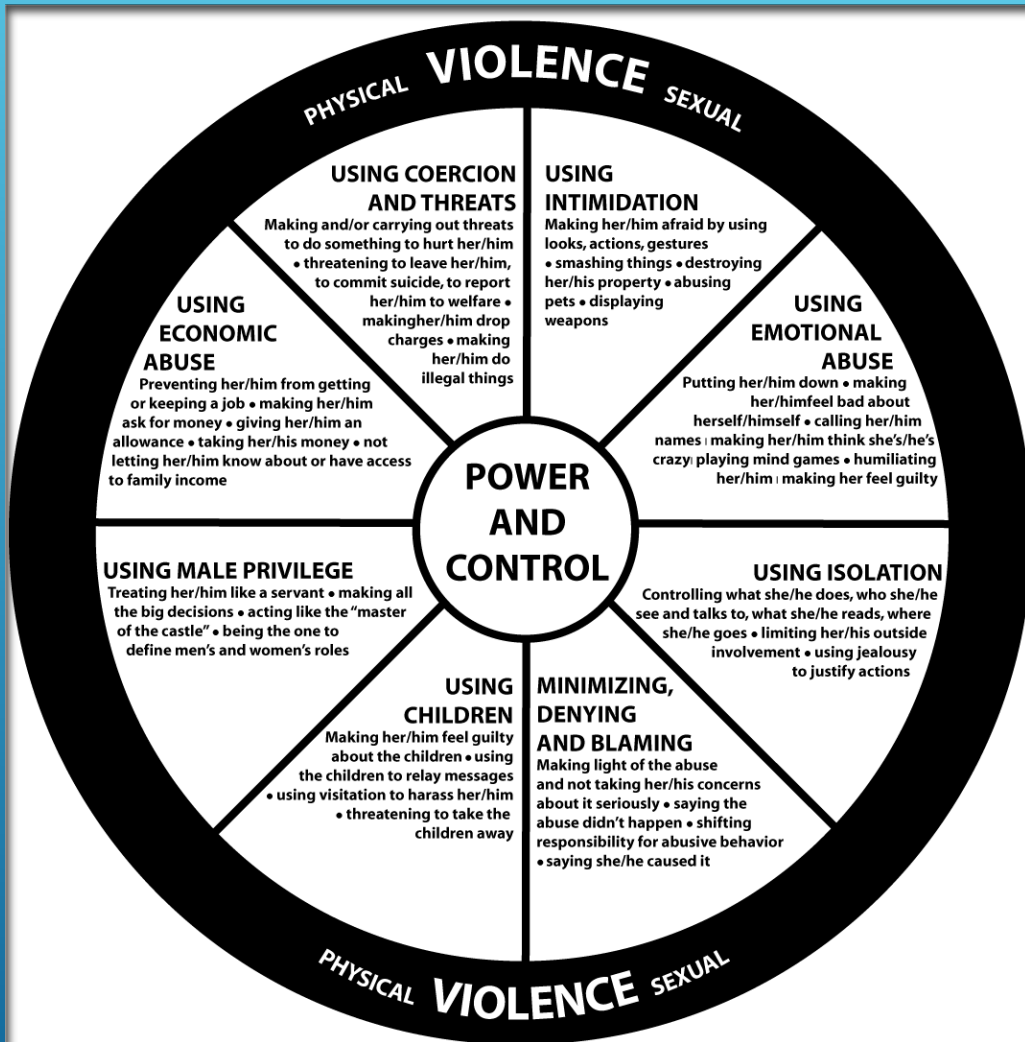 PHYSICAL VIOLENCE SEXUAL
USING COERCION
AND THREATS
Making and/or carrying out threats
to do something to hurt her/him
• threatening to leave her/him,
to commit suicide, to report
her/him to welfare •
makingher/him drop
charges • making
her/him do
illegal things
USING
INTIMIDATION
Making her/him afraid by using
looks, actions, gestures
• smashing things • destroying
her/his property • abusing
pets • displaying
weapons
USING
ECONOMIC
ABUSE
Preventing her/him from getting
or keeping a job • making her/him
ask for money • giving her/him an
allowance • taking her/his money • not
letting her/him know about or have access
to family income
USING
EMOTIONAL
ABUSE
Putting her/him down • making
her/himfeel bad about
herself/himself • calling her/him
names ı making her/him think she's/he's
crazyı playing mind games • humiliating
her/him ı making her feel guilty
POWER
AND
CONTROL
USING MALE PRIVILEGE
Treating her/him like a servant • making all
the big decisions • acting like the “master
of the castle” • being the one to
define men's and women's roles
USING ISOLATION
Controlling what she/he does, who she/he
see and talks to, what she/he reads, where
she/he goes • limiting her/his outside
involvement • using jealousy
to justify actions
USING
CHILDREN
Making her/him feel guilty
about the children • using
the children to relay messages
• using visitation to harass her/him
• threatening to take the
children away
MINIMIZING,
DENYING
AND BLAMING
Making light of the abuse
and not taking her/his concerns
about it seriously • saying the
abuse didn't happen • shifting
responsibility for abusive behavior
• saying she/he caused it
PHYSICAL VIOLENCE SEXUAL